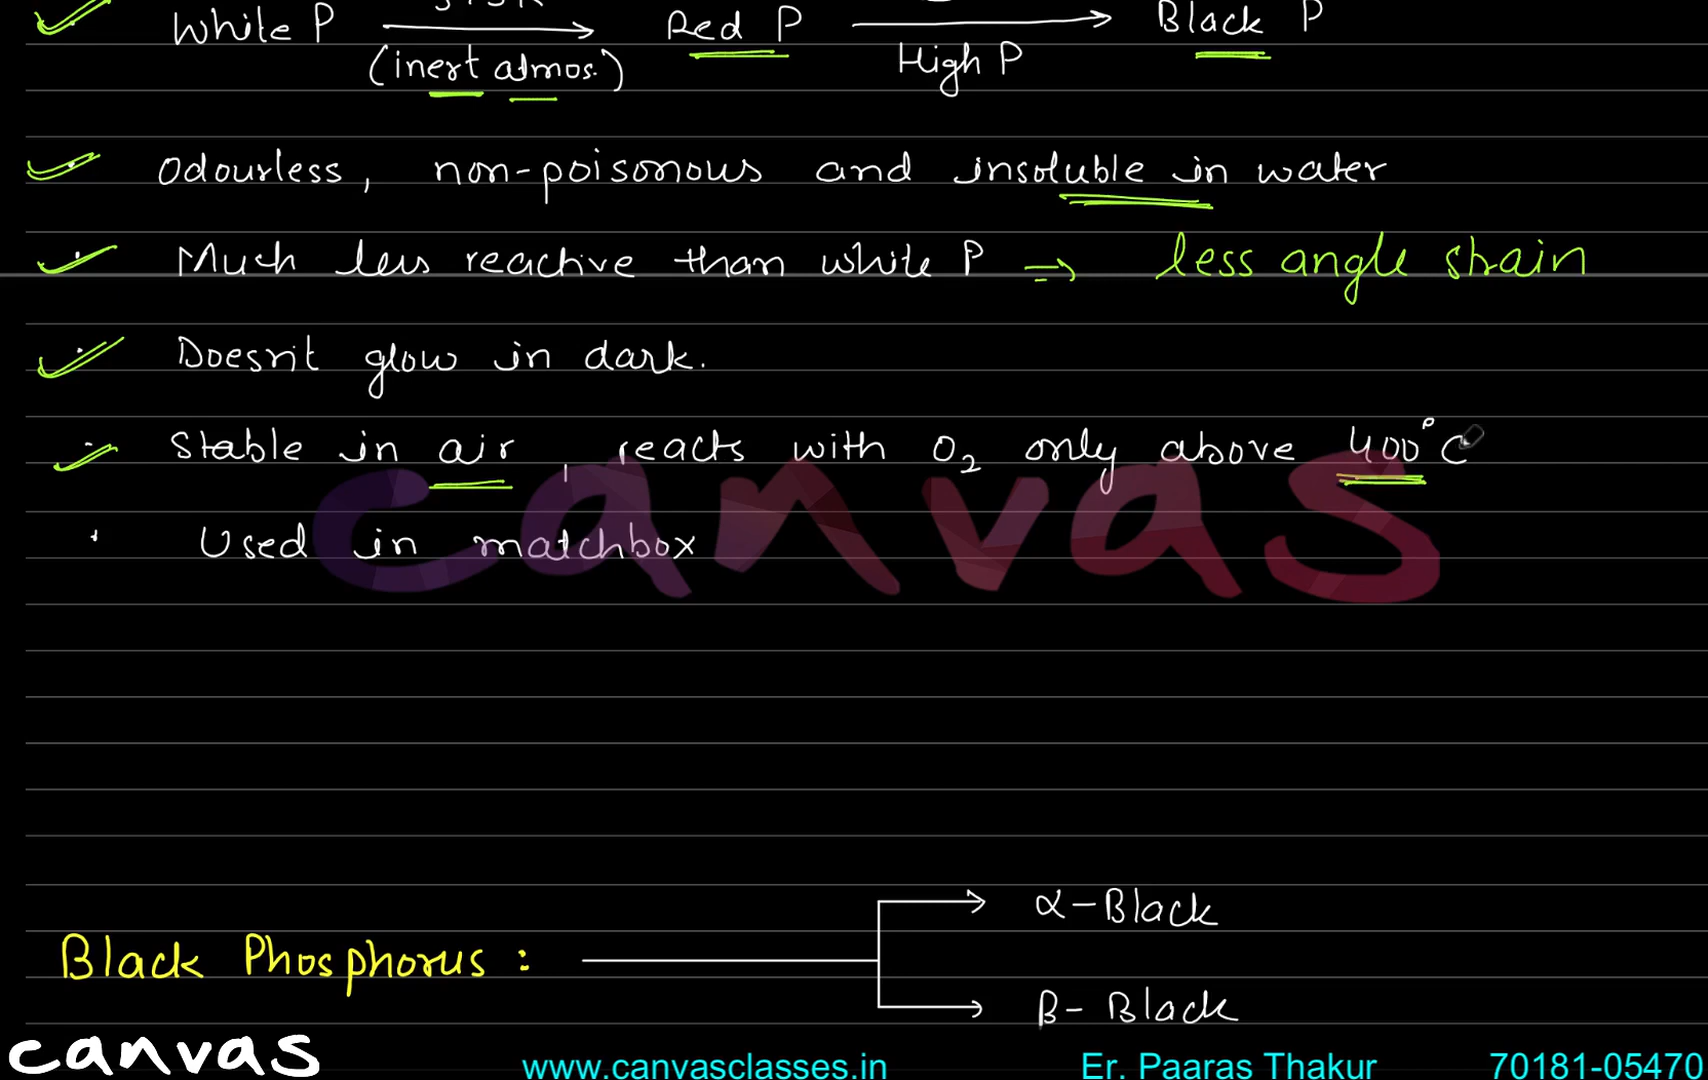 White P Red P Black P
(inert atmos.) High P
Odourless, non-poisonous and insoluble in water
Much less reactive than white P ⇒ less angle strain
Doesn't glow in dark.
Stable in air, reacts with O₂ only above 400°C
• Used in matchbox
canvas
α-Black
Black Phosphorus :
β-Black
canvas www.canvasclasses.in Er. Paaras Thakur 70181-05470